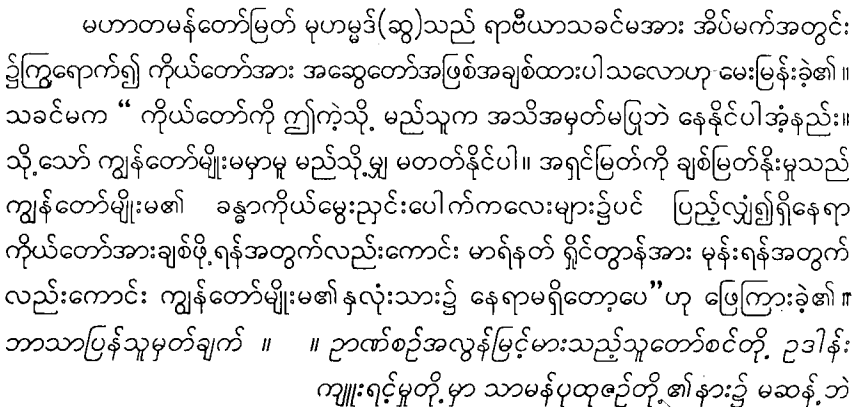 မဟာတမန်တော်မြတ် မုဟမ္မဒ်(ဆွ)သည် ရာဗီယာသခင်မအား အိပ်မက်အတွင်း
၌ကြွရောက်၍ ကိုယ်တော်အား အဆွေတော်အဖြစ်အချစ်ထားပါသလောဟု မေးမြန်းခဲ့၏။
သခင်မက “ ကိုယ်တော်ကို ဤကဲ့သို့ မည်သူက အသိအမှတ်မပြုဘဲ နေနိုင်ပါအံ့နည်း။
သို့သော် ကျွန်တော်မျိုးမမှာမူ မည်သို့မျှ မတတ်နိုင်ပါ။ အရှင်မြတ်ကို ချစ်မြတ်နိုးမှုသည်
ကျွန်တော်မျိုးမ၏ ခန္ဓာကိုယ်မွေးညှင်းပေါက်ကလေးများ၌ပင် ပြည့်လျှံ၍ရှိနေရာ
ကိုယ်တော်အားချစ်ဖို့ရန်အတွက်လည်းကောင်း မာရ်နတ် ရှိုင်တွာန်အား မုန်းရန်အတွက်
လည်းကောင်း ကျွန်တော်မျိုးမ၏နှလုံးသား၌ နေရာမရှိတော့ပေ”ဟု ဖြေကြားခဲ့၏။
ဘာသာပြန်သူမှတ်ချက် ။ ။ ဉာဏ်စဉ်အလွန်မြင့်မားသည့်သူတော်စင်တို့ ဥဒါန်း
ကျူးရင့်မှုတို့မှာ သာမန်ပုထုဇဉ်တို့၏နား၌ မဆန့်ဘဲ